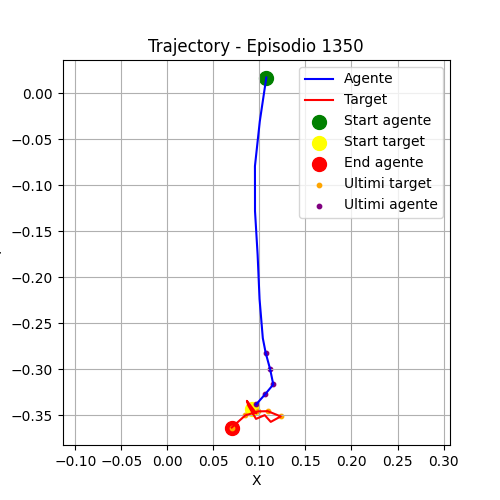 Trajectory - Episodio 1350
Agente
Target
Start agente
Start target
End agente
Ultimi target
Ultimi agente
0.00
−0.05
−0.10
−0.15
−0.20
−0.25
−0.30
−0.35
−0.10 −0.05 0.00 0.05 0.10 0.15 0.20 0.25 0.30
X